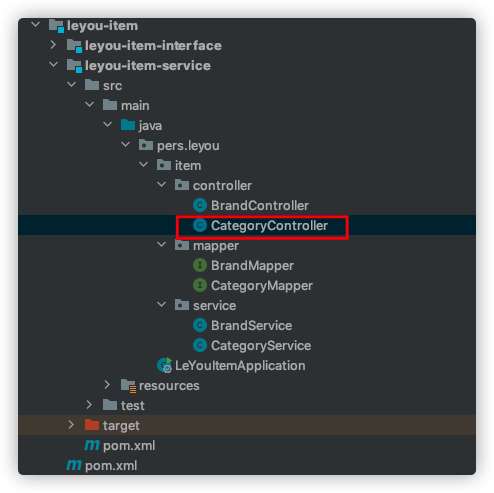 leyou-item
leyou-item-interface
leyou-item-service
src
main
java
pers.leyou
item
controller
BrandController
CategoryController
mapper
BrandMapper
CategoryMapper
service
BrandService
CategoryService
LeYouItemApplication
resources
test
target
pom.xml
pom.xml